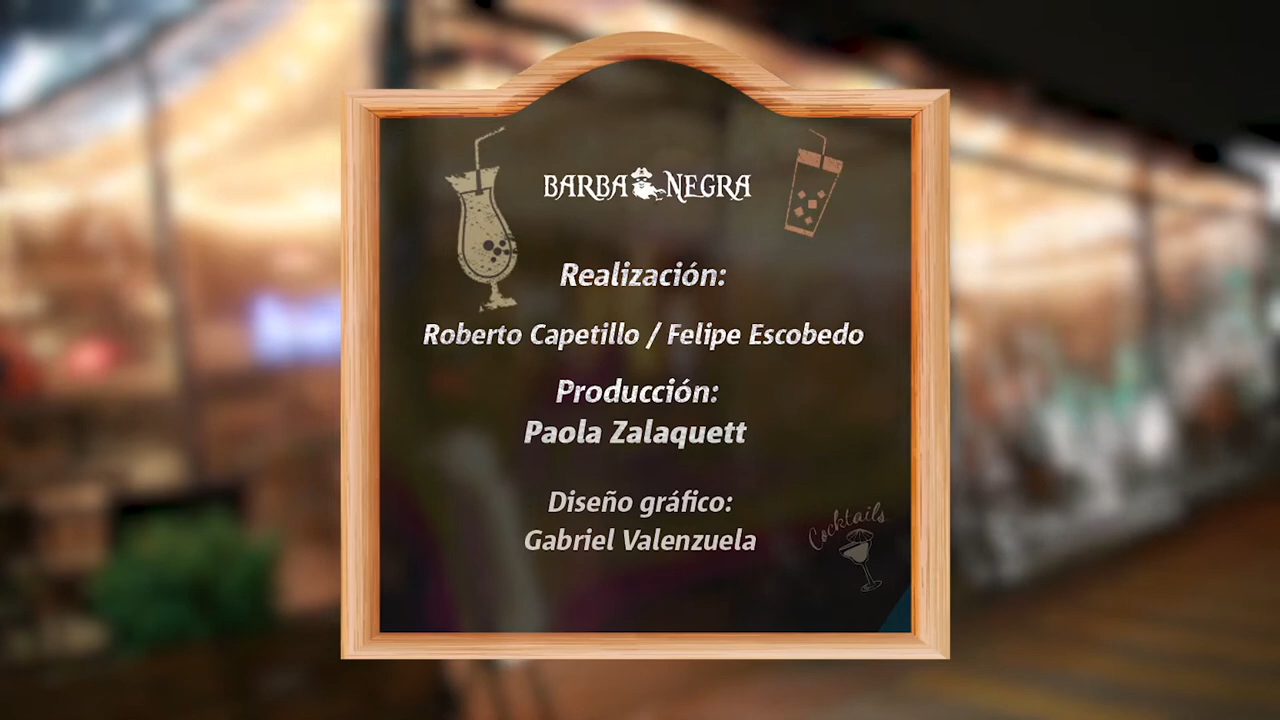 BARBA NEGRA
Realización:
Roberto Capetillo / Felipe Escobedo
Producción:
Paola Zalaquett
Diseño gráfico:
Gabriel Valenzuela
Cocktails